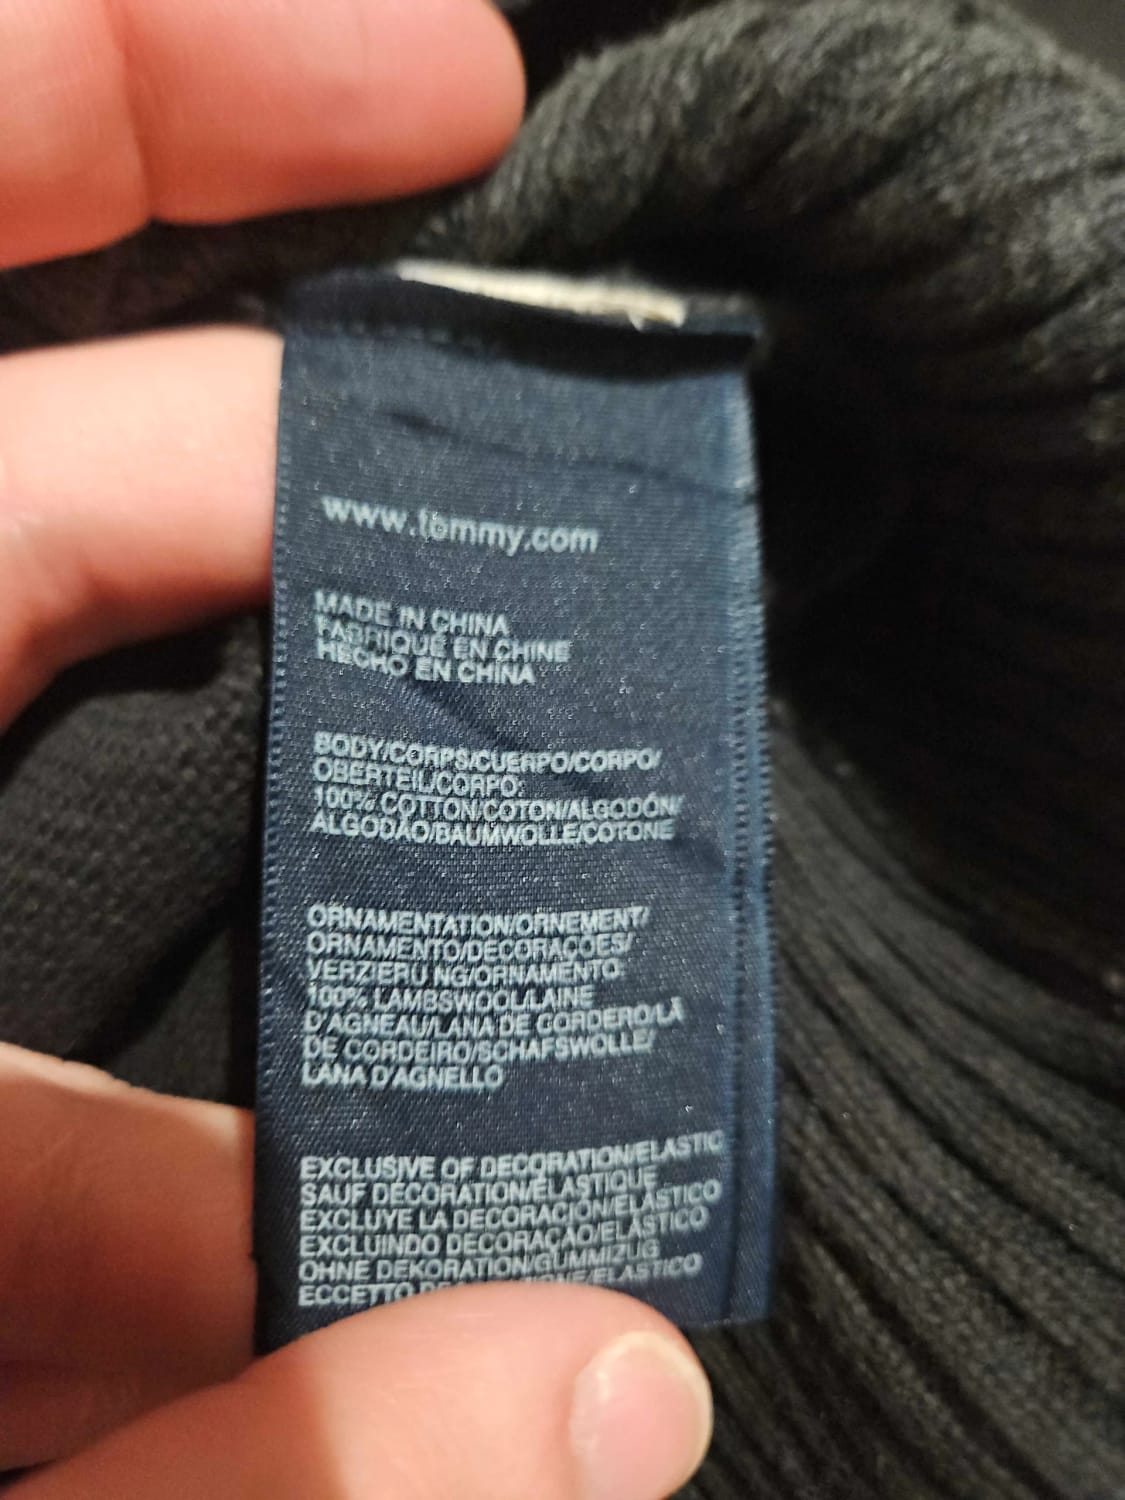 www.tommy.com
MADE IN CHINA
FABRIQUÉ EN CHINE
HECHO EN CHINA
BODY/CORPS/CUERPO/CORPO/
OBERTEIL/CORPO:
100% COTTON/COTON/ALGODÓN/
ALGODÃO/BAUMWOLLE/COTONE
ORNAMENTATION/ORNEMENT/
ORNAMENTO/DECORAÇOES/
VERZIERU NG/ORNAMENTO:
100% LAMBSWOOL/LAINE
D'AGNEAU/LANA DE CORDERO/LÃ
DE CORDEIRO/SCHAFSWOLLE/
LANA D'AGNELLO
EXCLUSIVE OF DECORATION/ELASTIC
SAUF DÉCORATION/ÉLASTIQUE
EXCLUYE LA DECORACIÓN/ELÁSTICO
EXCLUINDO DECORAÇÃO/ELÁSTICO
OHNE DEKORATION/GUMMIZUG
ECCETTO /ELASTICO